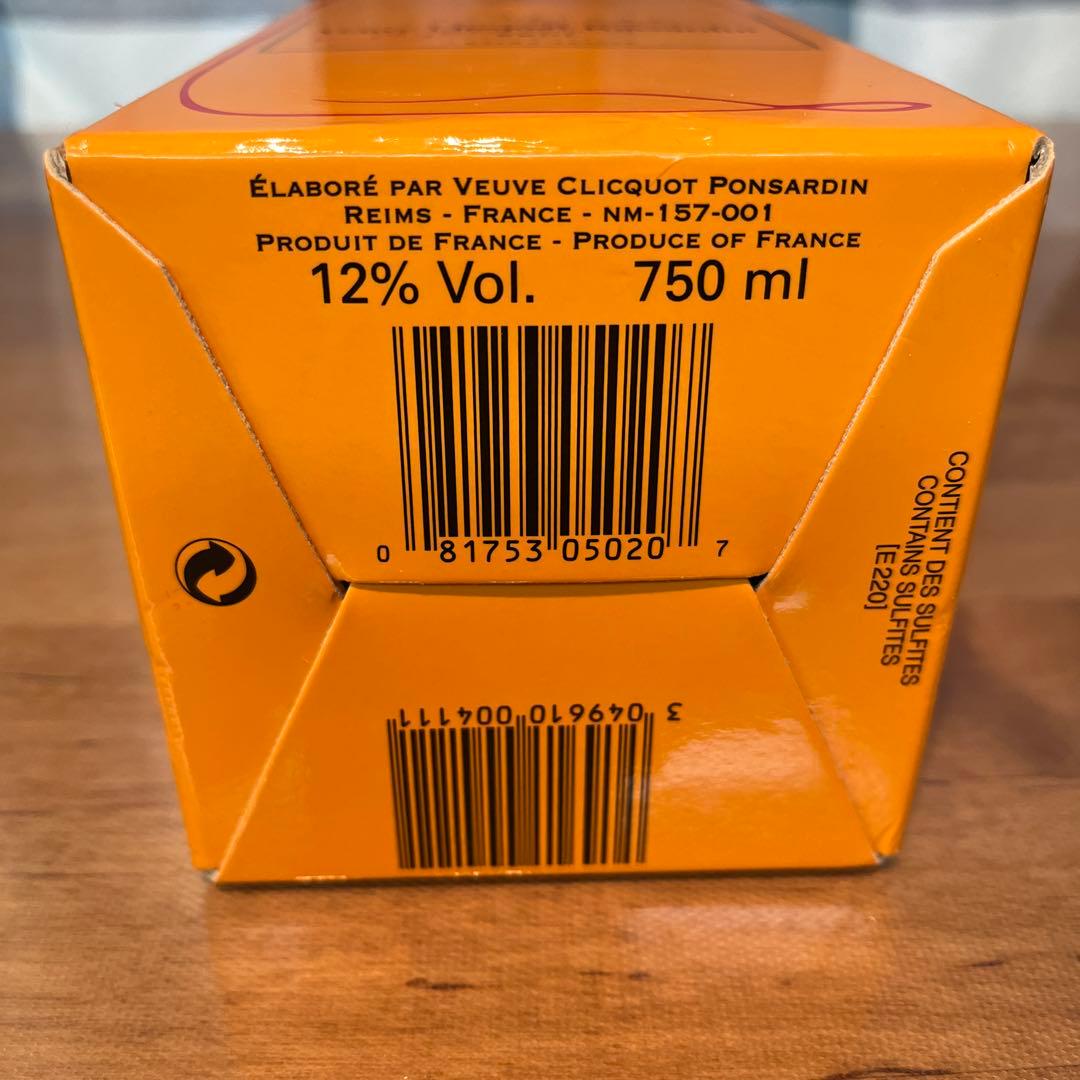 ÉLABORÉ PAR VEUVE CLICQUOT PONSARDIN
REIMS - FRANCE - NM-157-001
PRODUIT DE FRANCE - PRODUCE OF FRANCE
12% Vol. 750 ml
0 81753 05020 7
CONTIENT DES SULFITES
CONTAINS SULFITES
[E 220]
3 049610 004111